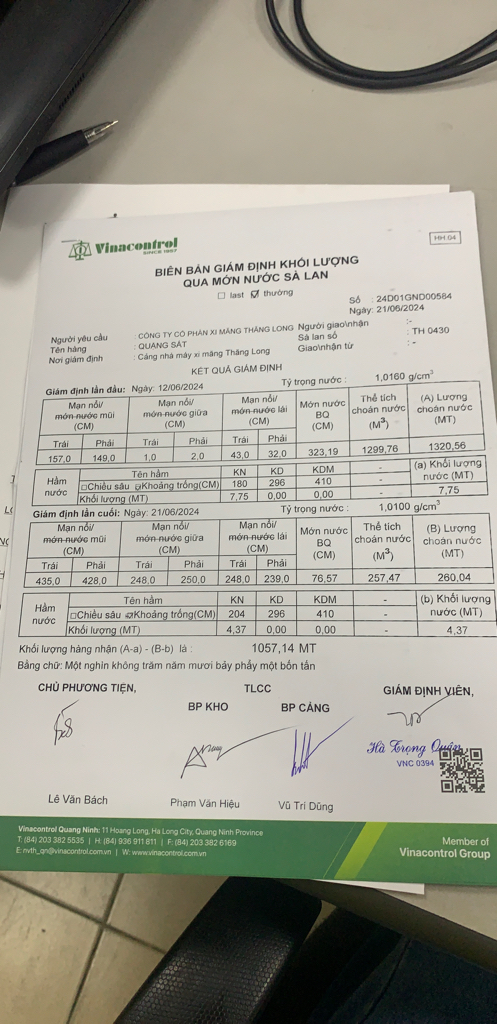 Vinacontrol
SINCE 1957
HH.04
BIÊN BẢN GIÁM ĐỊNH KHỐI LƯỢNG
QUA MỚN NƯỚC SÀ LAN
□ last ☑ thường
Số : 24D01GND00584
Ngày: 21/06/2024
Người yêu cầu : CÔNG TY CỔ PHẦN XI MĂNG THĂNG LONG Người giao\nhận :-
Tên hàng : QUẶNG SẮT Sà lan số : TH 0430
Nơi giám định : Cảng nhà máy xi măng Thăng Long Giao\nhận từ : -
KẾT QUẢ GIÁM ĐỊNH
Giám định lần đầu: Ngày: 12/06/2024 Tỷ trọng nước : 1,0160 g/cm3
Mạn nổi/ mớn nước mũi (CM) Mạn nổi/ mớn nước giữa (CM) Mạn nổi/ mớn nước lái (CM) Mớn nước BQ (CM) Thể tích choán nước (M3) (A) Lượng choán nước (MT)
Trái Phải Trái Phải Trái Phải
157,0 149,0 1,0 2,0 43,0 32,0 323,19 1299,76 1320,56
Hầm nước Tên hầm KN KD KDM - (a) Khối lượng nước (MT)
□Chiều sâu ☑Khoảng trống(CM) 180 296 410 -
Khối lượng (MT) 7,75 0,00 0,00 - 7,75
Giám định lần cuối: Ngày: 21/06/2024 Tỷ trọng nước : 1,0100 g/cm3
Mạn nổi/ mớn nước mũi (CM) Mạn nổi/ mớn nước giữa (CM) Mạn nổi/ mớn nước lái (CM) Mớn nước BQ (CM) Thể tích choán nước (M3) (B) Lượng choán nước (MT)
Trái Phải Trái Phải Trái Phải
435,0 428,0 248,0 250,0 248,0 239,0 76,57 257,47 260,04
Hầm nước Tên hầm KN KD KDM - (b) Khối lượng nước (MT)
□Chiều sâu ☑Khoảng trống(CM) 204 296 410 -
Khối lượng (MT) 4,37 0,00 0,00 - 4,37
Khối lượng hàng nhận (A-a) - (B-b) là : 1057,14 MT
Bằng chữ: Một nghìn không trăm năm mươi bảy phẩy một bốn tấn
CHỦ PHƯƠNG TIỆN, TLCC GIÁM ĐỊNH VIÊN,
BP KHO BP CẢNG
Hà Trọng Quân
VNC 0394
Lê Văn Bách Phạm Văn Hiệu Vũ Trí Dũng
Vinacontrol Quang Ninh: 11 Hoang Long, Ha Long City, Quang Ninh Province
T: (84) 203 382 5535 | H: (84) 936 911 811 | F: (84) 203 382 6169
E: nvth_qn@vinacontrol.com.vn | W: www.vinacontrol.com.vn
Member of
Vinacontrol Group